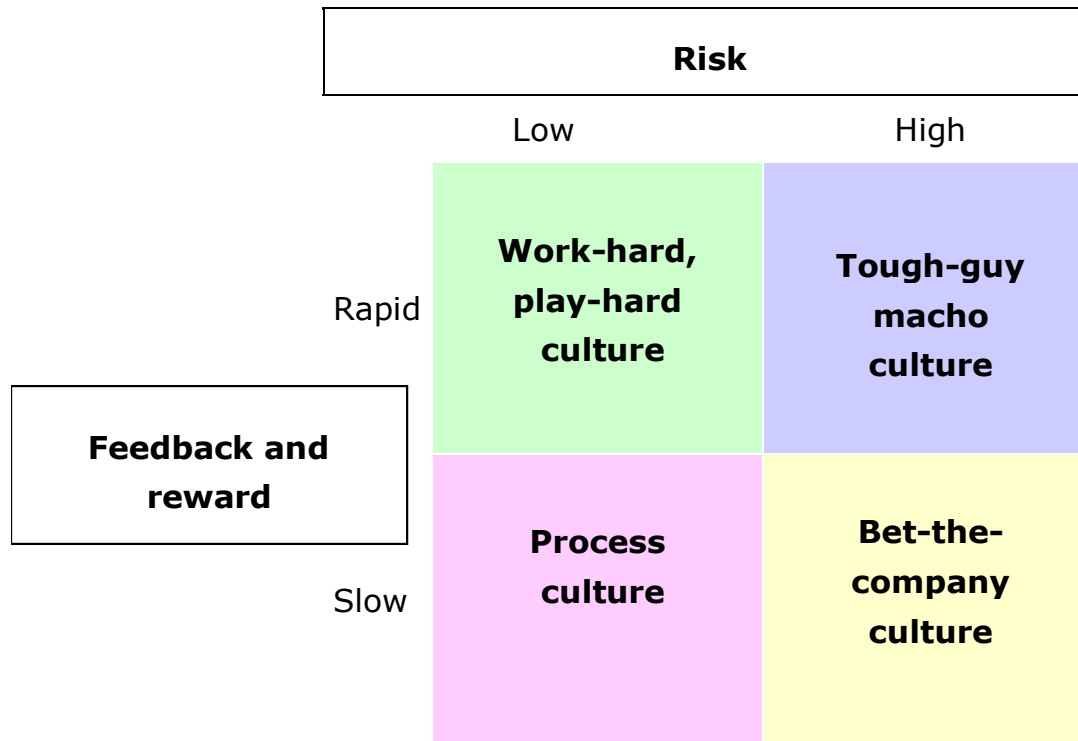 Risk
Low
High
Work-hard,
play-hard
culture
Tough-guy
macho
culture
Rapid
Feedback and
reward
Process
culture
Bet-the-
company
culture
Slow